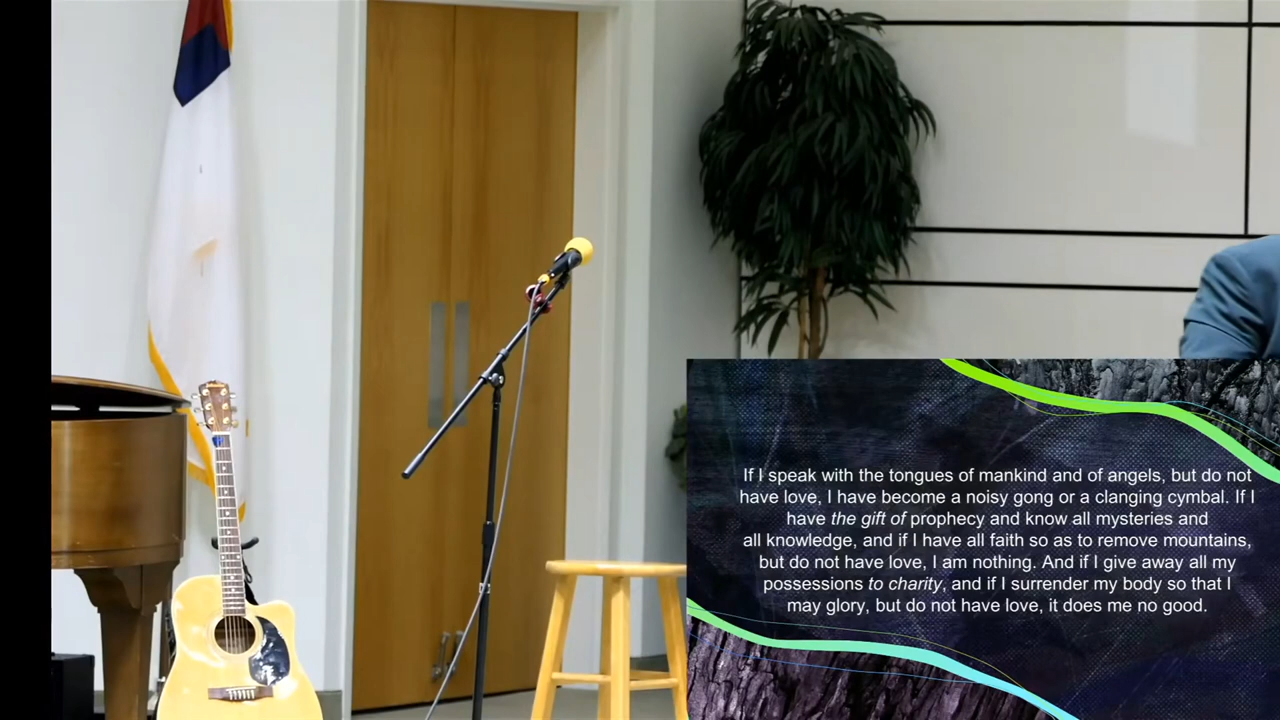 If I speak with the tongues of mankind and of angels, but do not
have love, I have become a noisy gong or a clanging cymbal. If I
have the gift of prophecy and know all mysteries and
all knowledge, and if I have all faith so as to remove mountains,
but do not have love, I am nothing. And if I give away all my
possessions to charity, and if I surrender my body so that I
may glory, but do not have love, it does me no good.